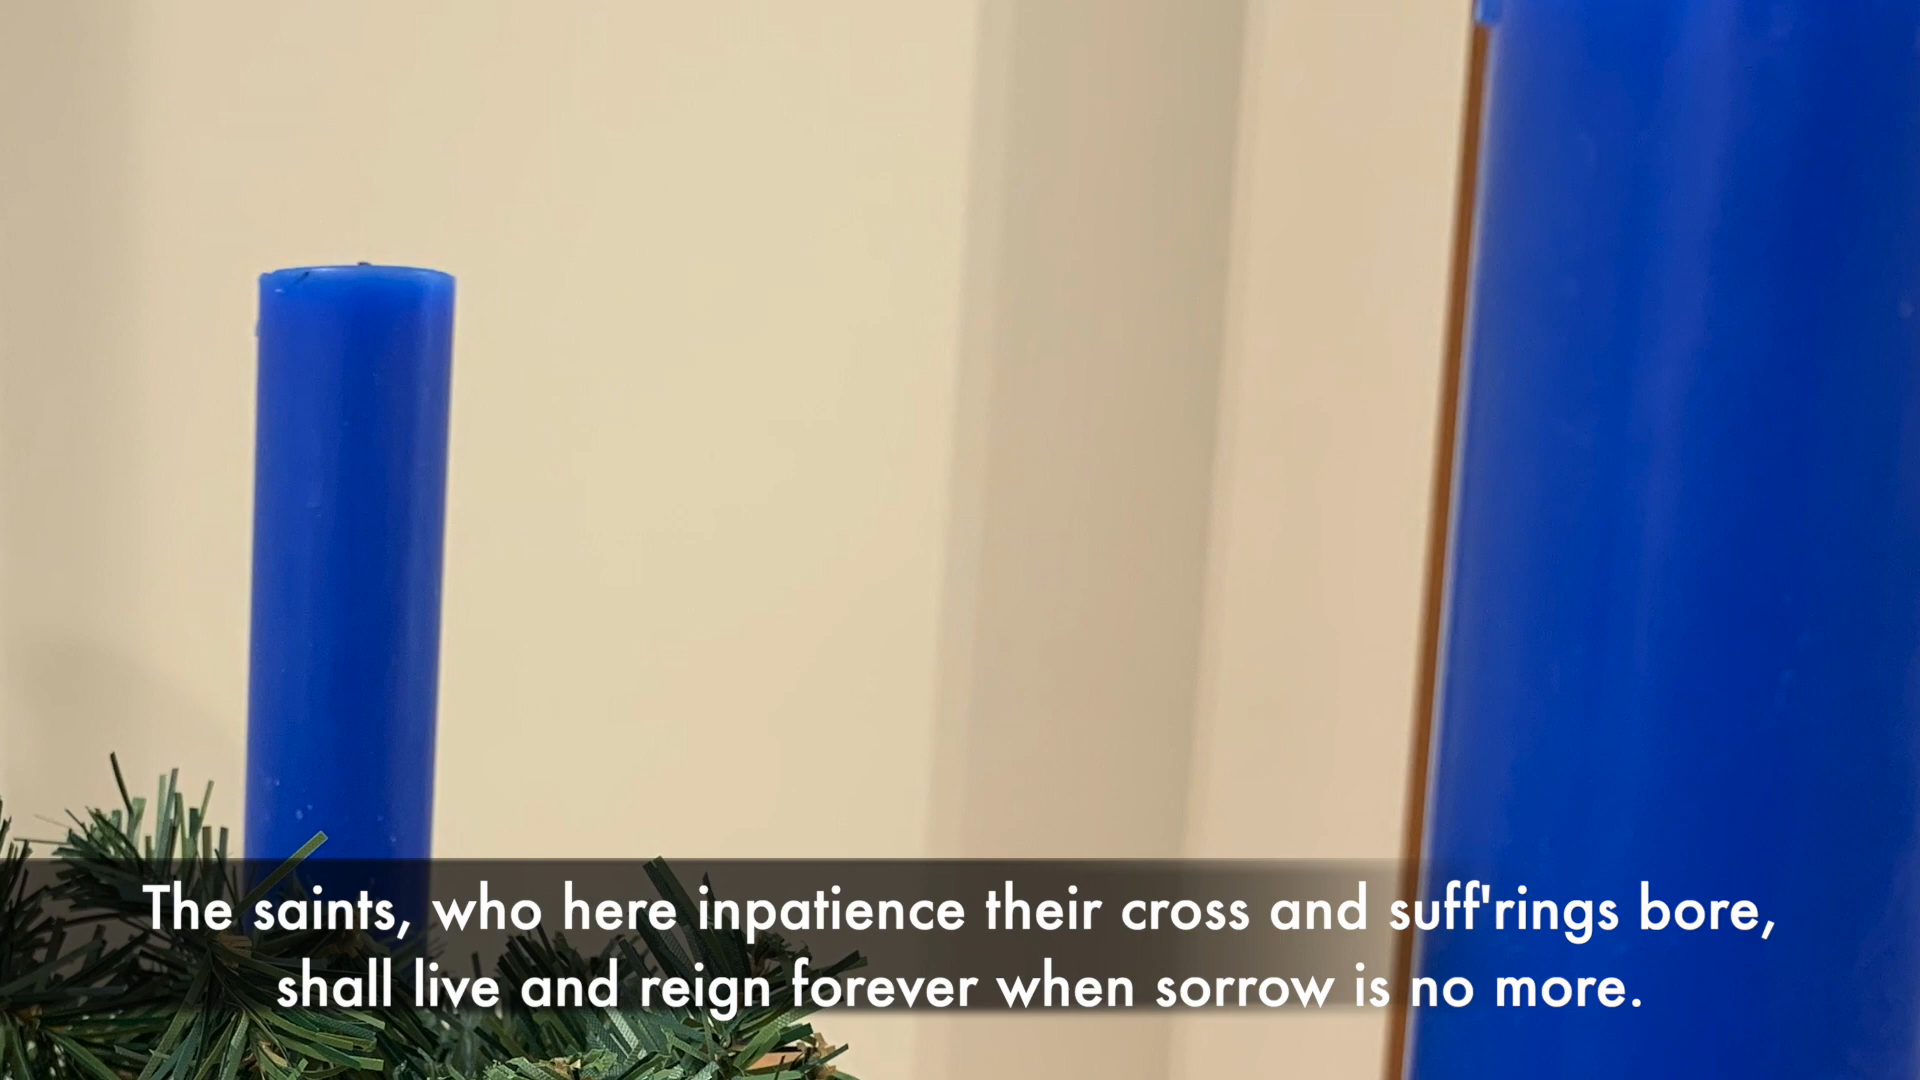 The saints, who here inpatience their cross and suff'rings bore,
shall live and reign forever when sorrow is no more.